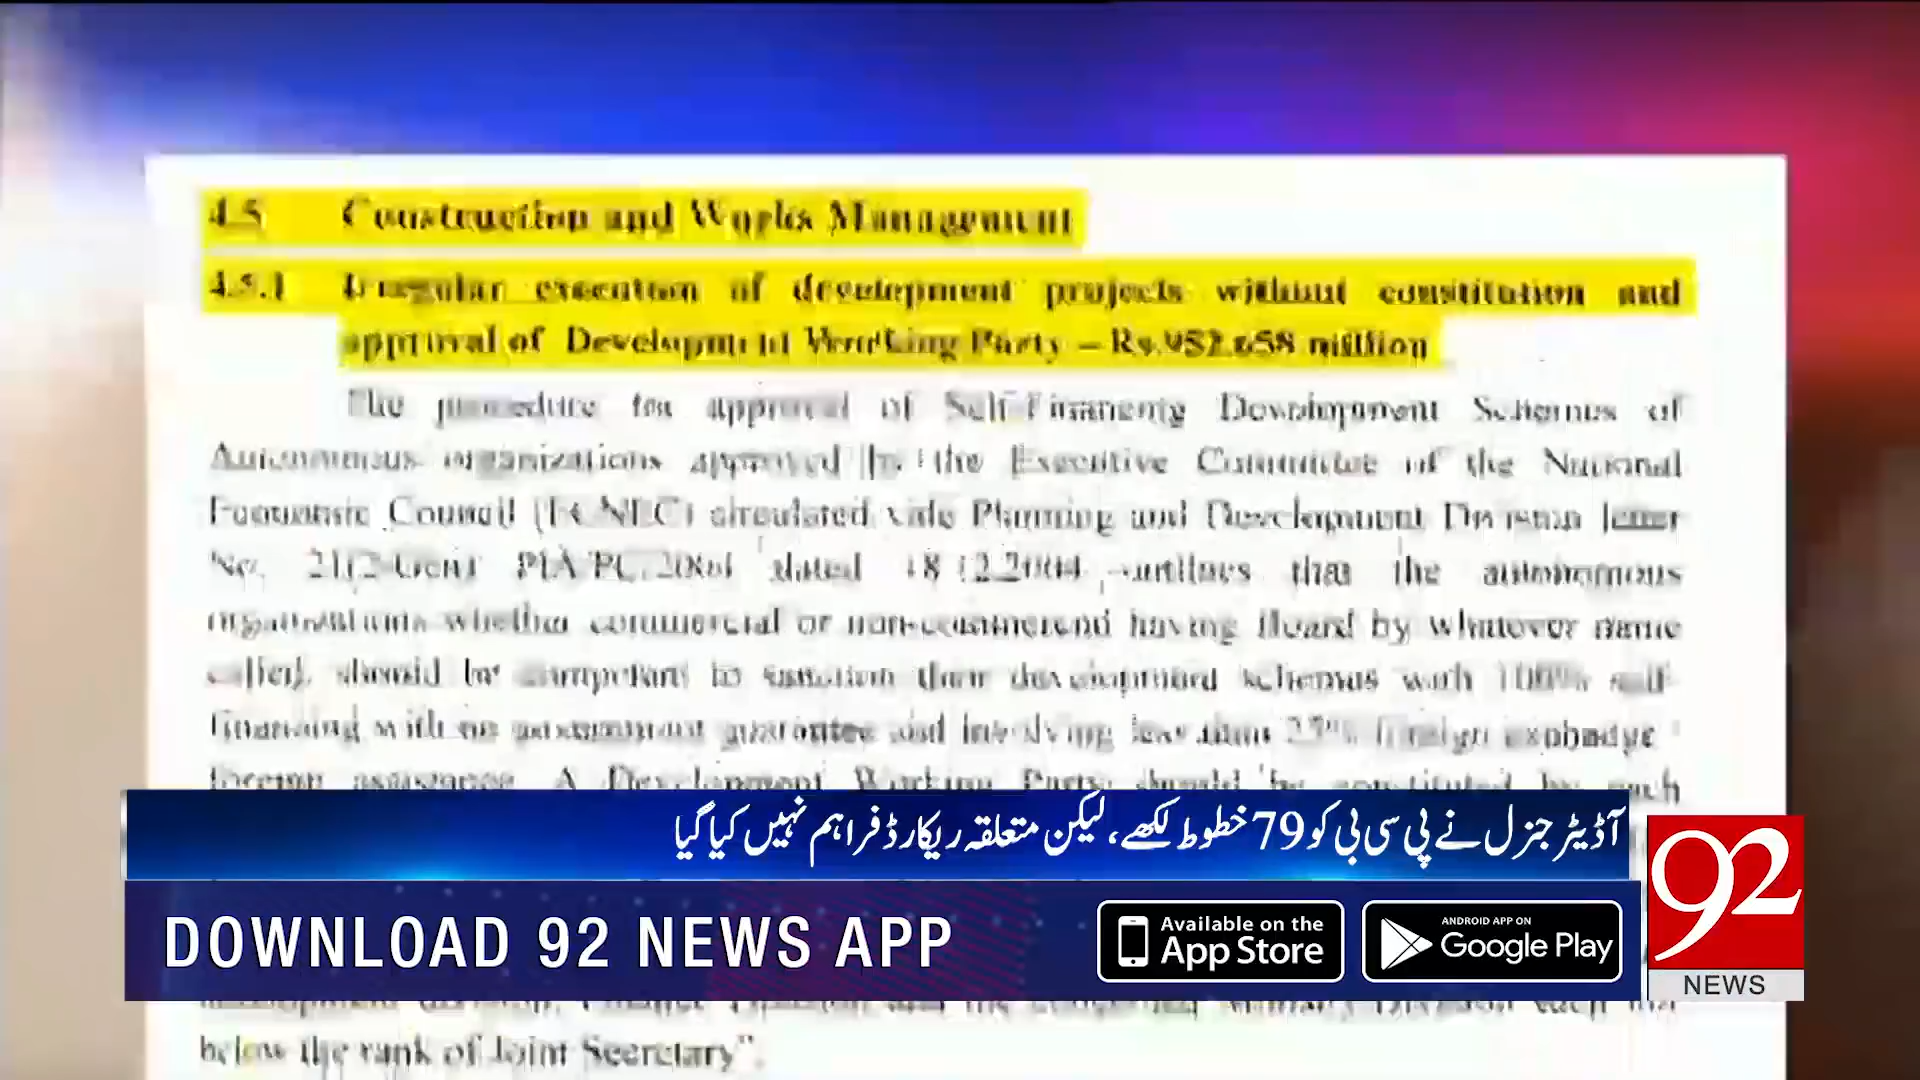 4.5 Construction and Works Management
4.5.1 Irregular execution of development projects without constitution and
approval of Development Working Party – Rs.952.658 million
The procedure for approval of Self-Financing Development Schemes of
Autonomous organizations approved by the Executive Committee of the National
Economic Council (ECNEC) circulated vide Planning and Development Division letter
No. dated outlines that the autonomous
organizations whether commercial or non-commercial having Board by whatever name
called, should be competent to sanction their development schemes with 100% self-
financing with no government guarantee and involving less than 25% foreign exchange
foreign assistance. A Development Working Party should be constituted by each
آڈیٹر جنرل نے پی سی بی کو 79 خطوط لکھے، لیکن متعلقہ ریکارڈ فراہم نہیں کیا گیا
DOWNLOAD 92 NEWS APP
Available on the
App Store
ANDROID APP ON
Google Play
92
NEWS
below the rank of Joint Secretary".